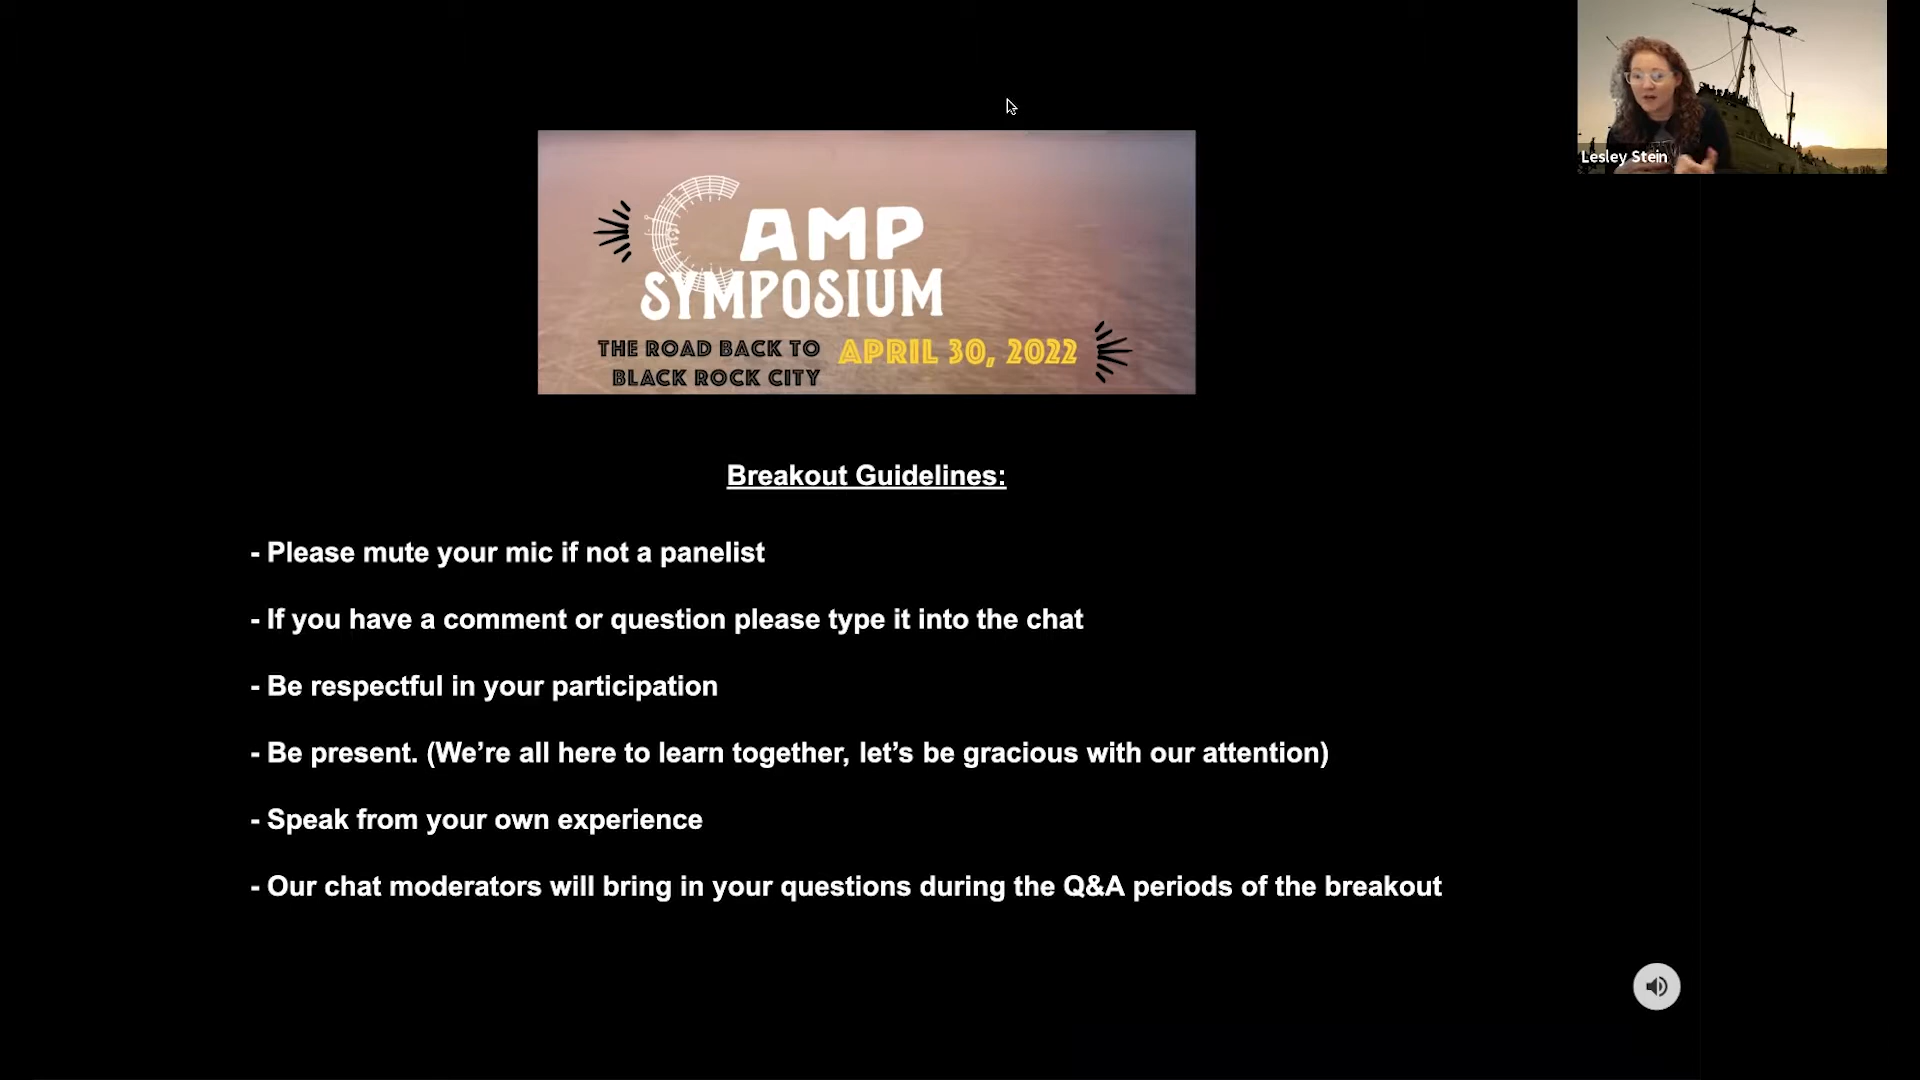 CAMP
SYMPOSIUM
THE ROAD BACK TO
BLACK ROCK CITY
APRIL 30, 2022
Lesley Stein
Breakout Guidelines:
- Please mute your mic if not a panelist
- If you have a comment or question please type it into the chat
- Be respectful in your participation
- Be present. (We’re all here to learn together, let’s be gracious with our attention)
- Speak from your own experience
- Our chat moderators will bring in your questions during the Q&A periods of the breakout